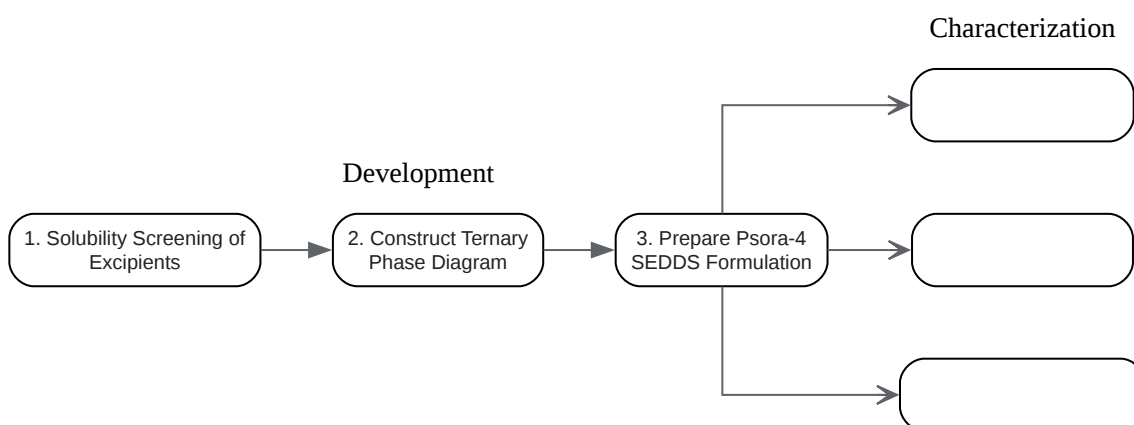 Characterization
Development
1. Solubility Screening of
Excipients
2. Construct Ternary
Phase Diagram
3. Prepare Psora-4
SEDDS Formulation